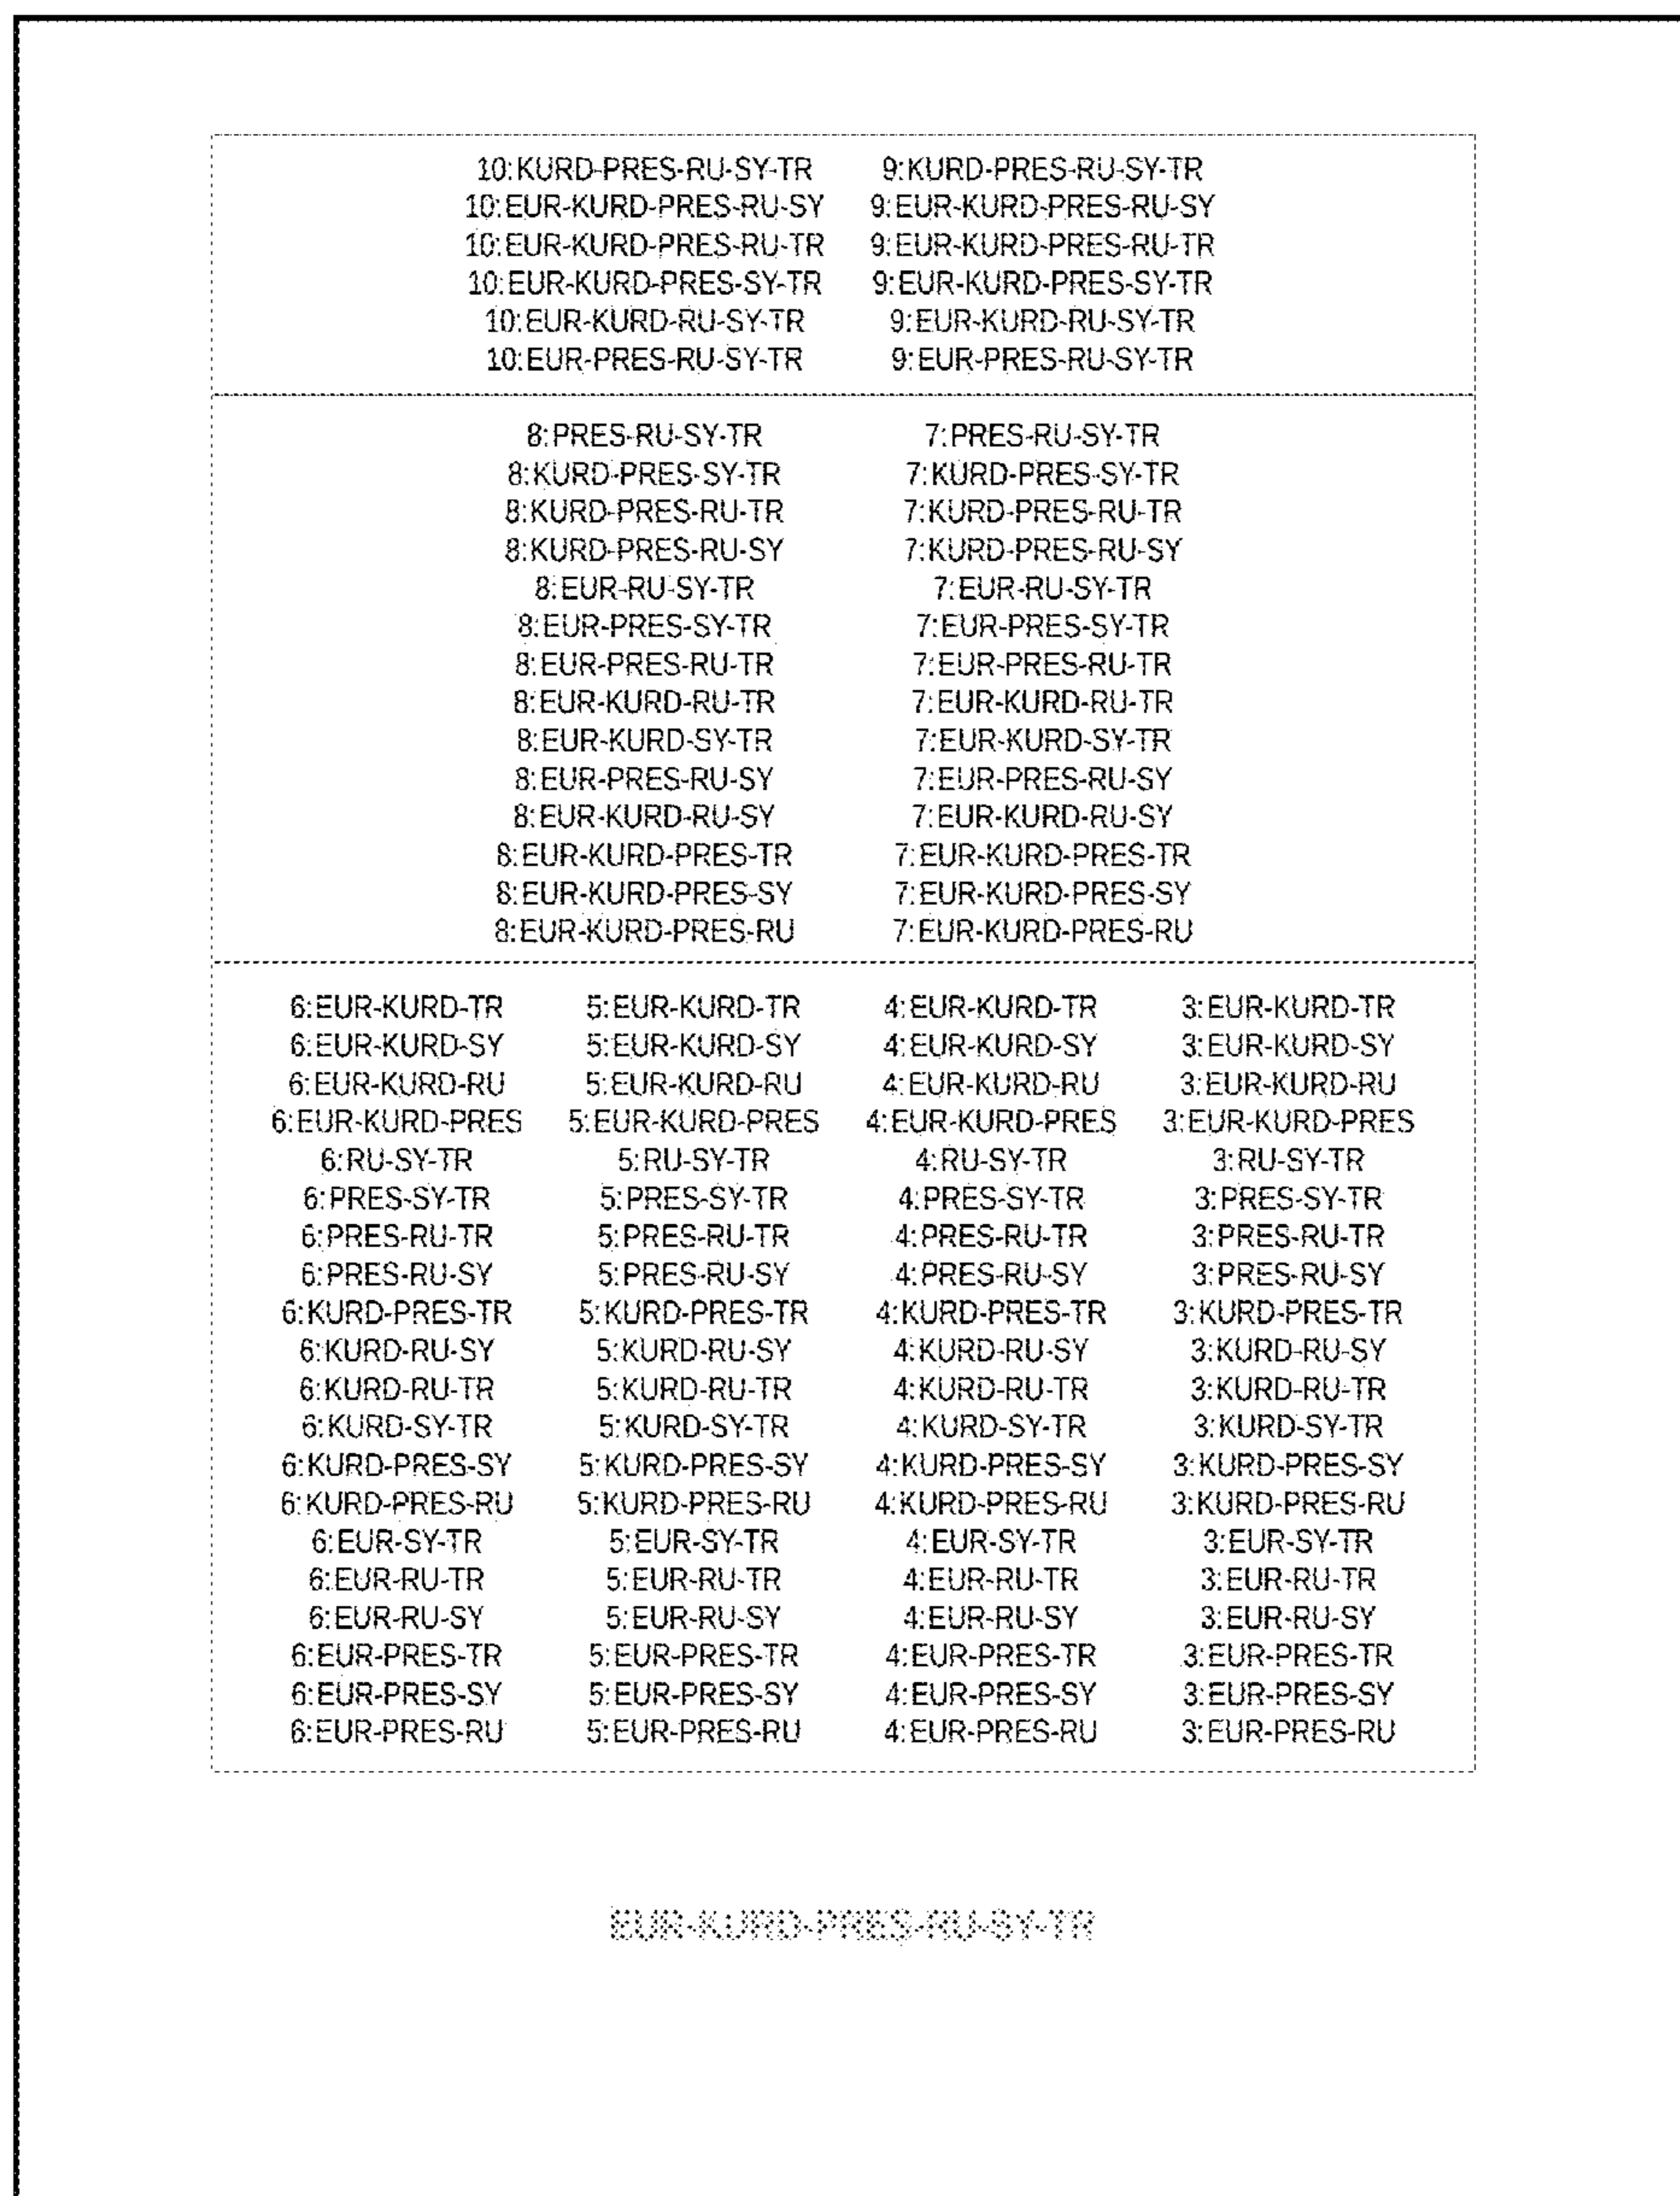 10:KURD-PRES-RU-SY-TR 9:KURD-PRES-RU-SY-TR
10:EUR-KURD-PRES-RU-SY 9:EUR-KURD-PRES-RU-SY
10:EUR-KURD-PRES-RU-TR 9:EUR-KURD-PRES-RU-TR
10:EUR-KURD-PRES-SY-TR 9:EUR-KURD-PRES-SY-TR
10:EUR-KURD-RU-SY-TR 9:EUR-KURD-RU-SY-TR
10:EUR-PRES-RU-SY-TR 9:EUR-PRES-RU-SY-TR
8:PRES-RU-SY-TR 7:PRES-RU-SY-TR
8:KURD-PRES-SY-TR 7:KURD-PRES-SY-TR
8:KURD-PRES-RU-TR 7:KURD-PRES-RU-TR
8:KURD-PRES-RU-SY 7:KURD-PRES-RU-SY
8:EUR-RU-SY-TR 7:EUR-RU-SY-TR
8:EUR-PRES-SY-TR 7:EUR-PRES-SY-TR
8:EUR-PRES-RU-TR 7:EUR-PRES-RU-TR
8:EUR-KURD-RU-TR 7:EUR-KURD-RU-TR
8:EUR-KURD-SY-TR 7:EUR-KURD-SY-TR
8:EUR-PRES-RU-SY 7:EUR-PRES-RU-SY
8:EUR-KURD-RU-SY 7:EUR-KURD-RU-SY
8:EUR-KURD-PRES-TR 7:EUR-KURD-PRES-TR
8:EUR-KURD-PRES-SY 7:EUR-KURD-PRES-SY
8:EUR-KURD-PRES-RU 7:EUR-KURD-PRES-RU
6:EUR-KURD-TR 5:EUR-KURD-TR 4:EUR-KURD-TR 3:EUR-KURD-TR
6:EUR-KURD-SY 5:EUR-KURD-SY 4:EUR-KURD-SY 3:EUR-KURD-SY
6:EUR-KURD-RU 5:EUR-KURD-RU 4:EUR-KURD-RU 3:EUR-KURD-RU
6:EUR-KURD-PRES 5:EUR-KURD-PRES 4:EUR-KURD-PRES 3:EUR-KURD-PRES
6:RU-SY-TR 5:RU-SY-TR 4:RU-SY-TR 3:RU-SY-TR
6:PRES-SY-TR 5:PRES-SY-TR 4:PRES-SY-TR 3:PRES-SY-TR
6:PRES-RU-TR 5:PRES-RU-TR 4:PRES-RU-TR 3:PRES-RU-TR
6:PRES-RU-SY 5:PRES-RU-SY 4:PRES-RU-SY 3:PRES-RU-SY
6:KURD-PRES-TR 5:KURD-PRES-TR 4:KURD-PRES-TR 3:KURD-PRES-TR
6:KURD-RU-SY 5:KURD-RU-SY 4:KURD-RU-SY 3:KURD-RU-SY
6:KURD-RU-TR 5:KURD-RU-TR 4:KURD-RU-TR 3:KURD-RU-TR
6:KURD-SY-TR 5:KURD-SY-TR 4:KURD-SY-TR 3:KURD-SY-TR
6:KURD-PRES-SY 5:KURD-PRES-SY 4:KURD-PRES-SY 3:KURD-PRES-SY
6:KURD-PRES-RU 5:KURD-PRES-RU 4:KURD-PRES-RU 3:KURD-PRES-RU
6:EUR-SY-TR 5:EUR-SY-TR 4:EUR-SY-TR 3:EUR-SY-TR
6:EUR-RU-TR 5:EUR-RU-TR 4:EUR-RU-TR 3:EUR-RU-TR
6:EUR-RU-SY 5:EUR-RU-SY 4:EUR-RU-SY 3:EUR-RU-SY
6:EUR-PRES-TR 5:EUR-PRES-TR 4:EUR-PRES-TR 3:EUR-PRES-TR
6:EUR-PRES-SY 5:EUR-PRES-SY 4:EUR-PRES-SY 3:EUR-PRES-SY
6:EUR-PRES-RU 5:EUR-PRES-RU 4:EUR-PRES-RU 3:EUR-PRES-RU
EUR-KURD-PRES-RU-SY-TR